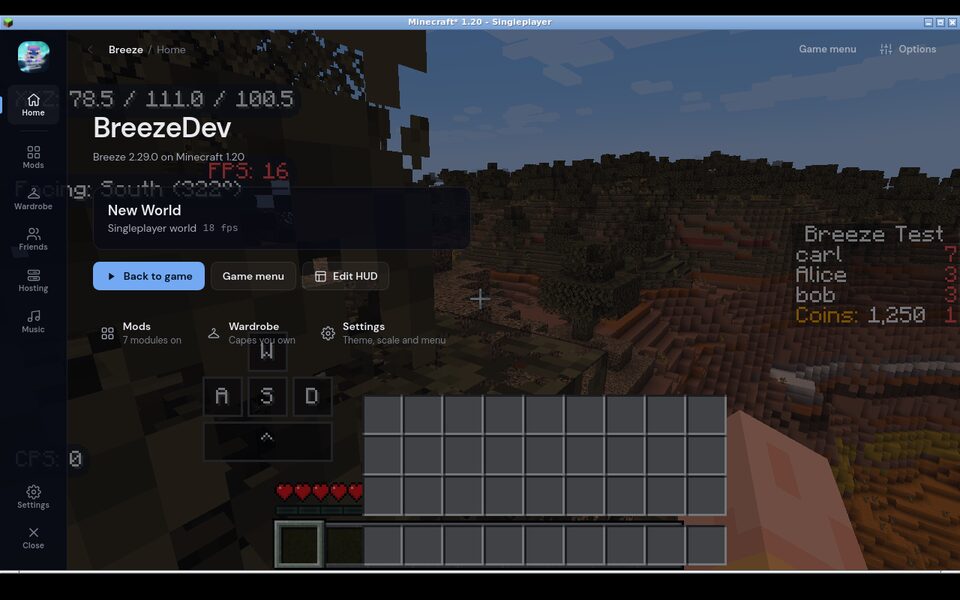 Minecraft* 1.20 - Singleplayer
Breeze / Home
Game menu
Options
XYZ: 78.5 / 111.0 / 100.5
Home
BreezeDev
Breeze 2.29.0 on Minecraft 1.20
FPS: 16
Mods
Facing: South (322°)
Wardrobe
New World
Singleplayer world 18 fps
Friends
Breeze Test
carl 7
Alice 3
bob 3
Coins: 1,250 1
Back to game
Game menu
Edit HUD
Hosting
Music
Mods
7 modules on
Wardrobe
Capes you own
Settings
Theme, scale and menu
W
A S D
^
CPS: 0
Settings
Close